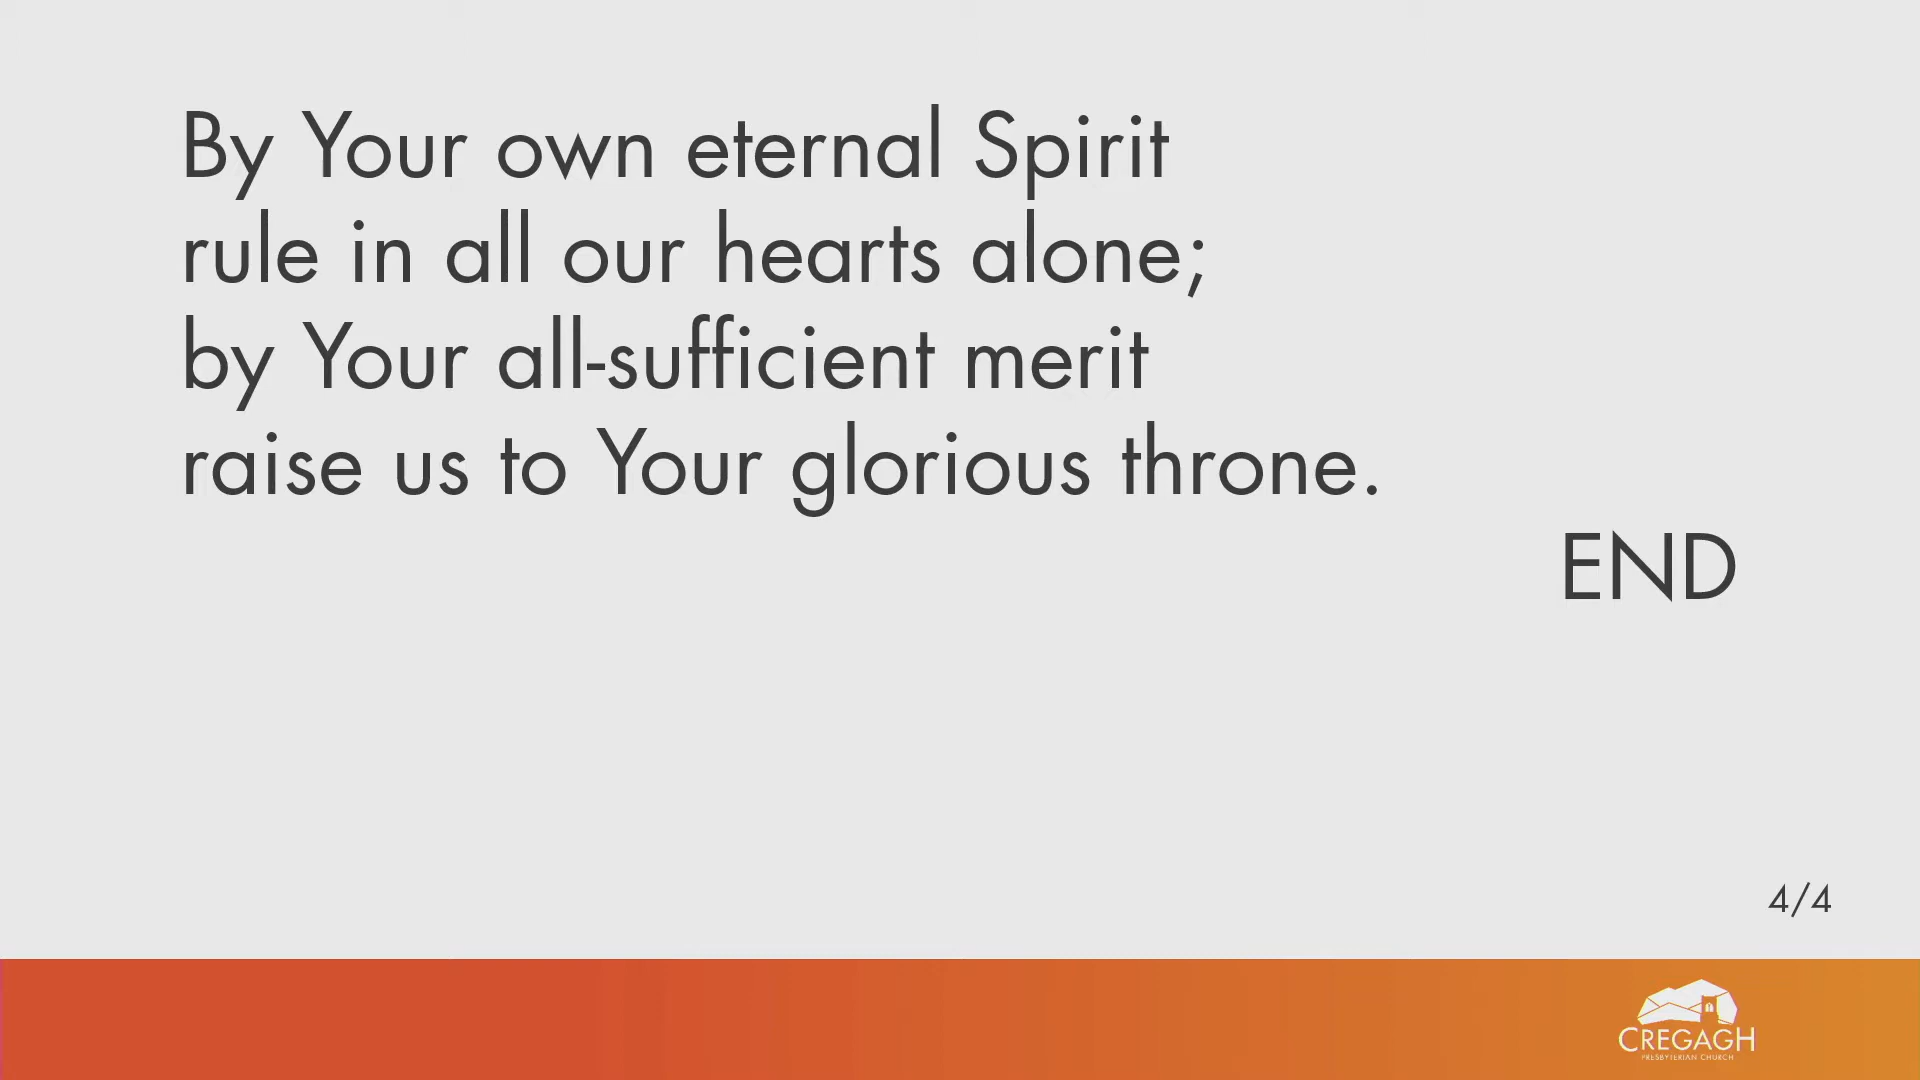 By Your own eternal Spirit
rule in all our hearts alone;
by Your all-sufficient merit
raise us to Your glorious throne.
END
4/4
CREGAGH
PRESBYTERIAN CHURCH